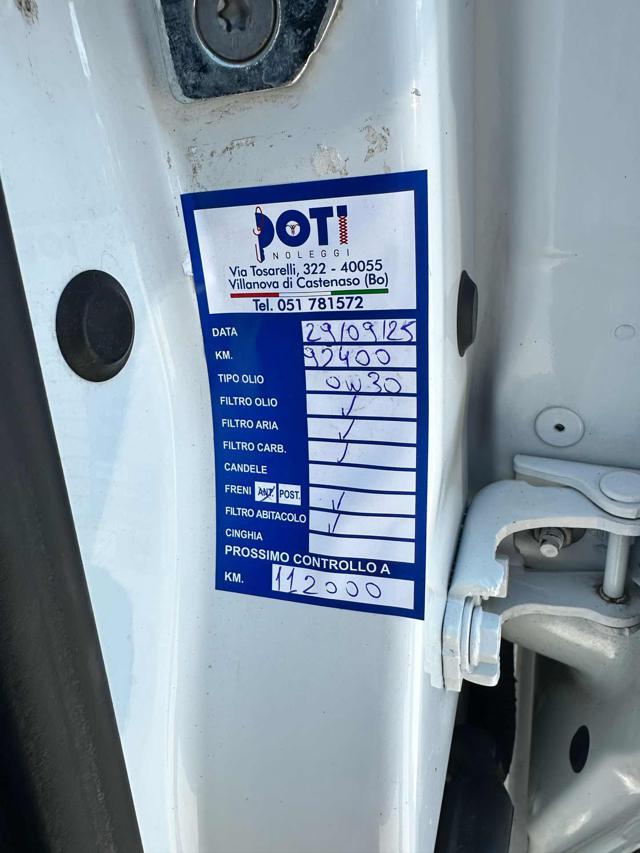 POTI
NOLEGGI
Via Tosarelli, 322 - 40055
Villanova di Castenaso (Bo)
Tel. 051 781572
DATA 29/09/25
KM. 92400
TIPO OLIO 0W30
FILTRO OLIO ✓
FILTRO ARIA ✓
FILTRO CARB. ✓
CANDELE
FRENI ANT. POST. ✓
FILTRO ABITACOLO ✓
CINGHIA
PROSSIMO CONTROLLO A
KM. 112000